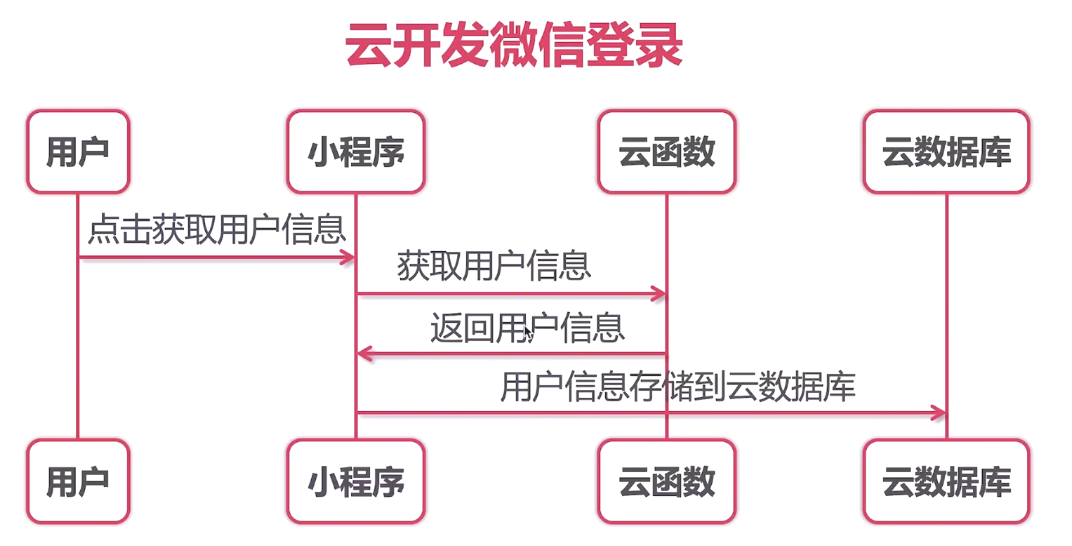 云开发微信登录
用户 小程序 云函数 云数据库
点击获取用户信息
获取用户信息
返回用户信息
用户信息存储到云数据库
用户 小程序 云函数 云数据库